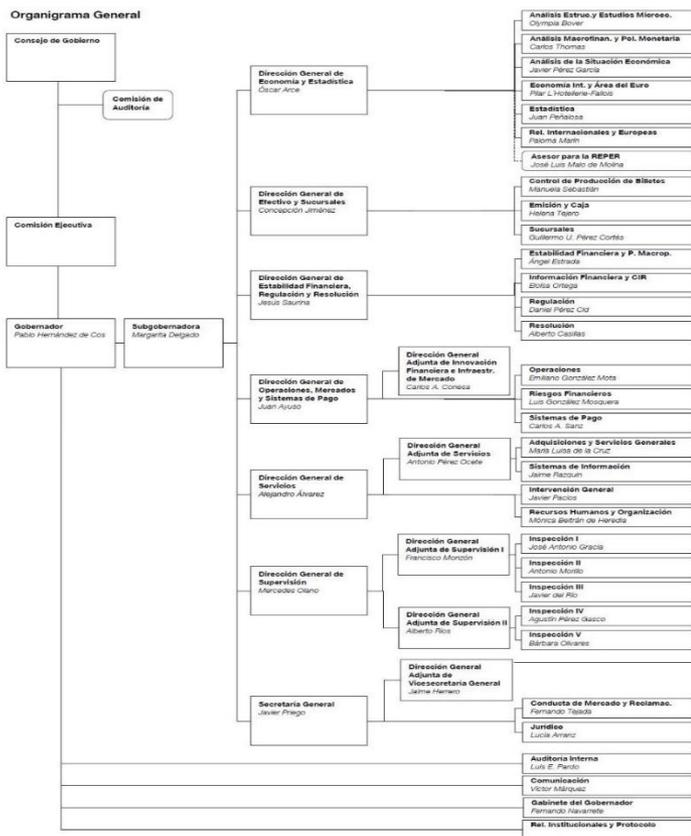 Organigrama General
Consejo de Gobierno
Comisión de
Auditoría
Comisión Ejecutiva
Gobernador
Pablo Hernández de Cos
Subgobernadora
Margarita Delgado
Dirección General de
Economía y Estadística
Óscar Arce
Análisis Estruc.y Estudios Microec.
Olympia Bover
Análisis Macrofinan. y Pol. Monetaria
Carlos Thomas
Análisis de la Situación Económica
Javier Pérez García
Economía Int. y Área del Euro
Pilar L'Hotellerie-Fallois
Estadística
Juan Peñalosa
Rel. Internacionales y Europeas
Paloma Marín
Asesor para la REPER
José Luis Malo de Molina
Dirección General de
Efectivo y Sucursales
Concepción Jiménez
Control de Producción de Billetes
Manuela Sebastián
Emisión y Caja
Helena Tejero
Sucursales
Guillermo U. Pérez Cortés
Dirección General de
Estabilidad Financiera,
Regulación y Resolución
Jesús Saurina
Estabilidad Financiera y P. Macrop.
Ángel Estrada
Información Financiera y CIR
Eloísa Ortega
Regulación
Daniel Pérez Cid
Resolución
Alberto Casillas
Dirección General de
Operaciones, Mercados
y Sistemas de Pago
Juan Ayuso
Dirección General
Adjunta de Innovación
Financiera e Infraestr.
de Mercado
Carlos A. Conesa
Operaciones
Emiliano González Mota
Riesgos Financieros
Luis González Mosquera
Sistemas de Pago
Carlos A. Sanz
Dirección General de
Servicios
Alejandro Álvarez
Dirección General
Adjunta de Servicios
Antonio Pérez Ocete
Adquisiciones y Servicios Generales
María Luisa de la Cruz
Sistemas de Información
Jaime Razquin
Intervención General
Javier Pacios
Recursos Humanos y Organización
Mónica Beltrán de Heredia
Dirección General de
Supervisión
Mercedes Olano
Dirección General
Adjunta de Supervisión I
Francisco Monzón
Inspección I
José Antonio Gracia
Inspección II
Antonio Morillo
Inspección III
Javier del Río
Dirección General
Adjunta de Supervisión II
Alberto Ríos
Inspección IV
Agustín Pérez Gasco
Inspección V
Bárbara Olivares
Secretaría General
Javier Priego
Dirección General
Adjunta de
Vicesecretaría General
Jaime Herrero
Conducta de Mercado y Reclamac.
Fernando Tejada
Jurídico
Lucía Arranz
Auditoría Interna
Luis E. Pardo
Comunicación
Víctor Márquez
Gabinete del Gobernador
Fernando Navarrete
Rel. Institucionales y Protocolo